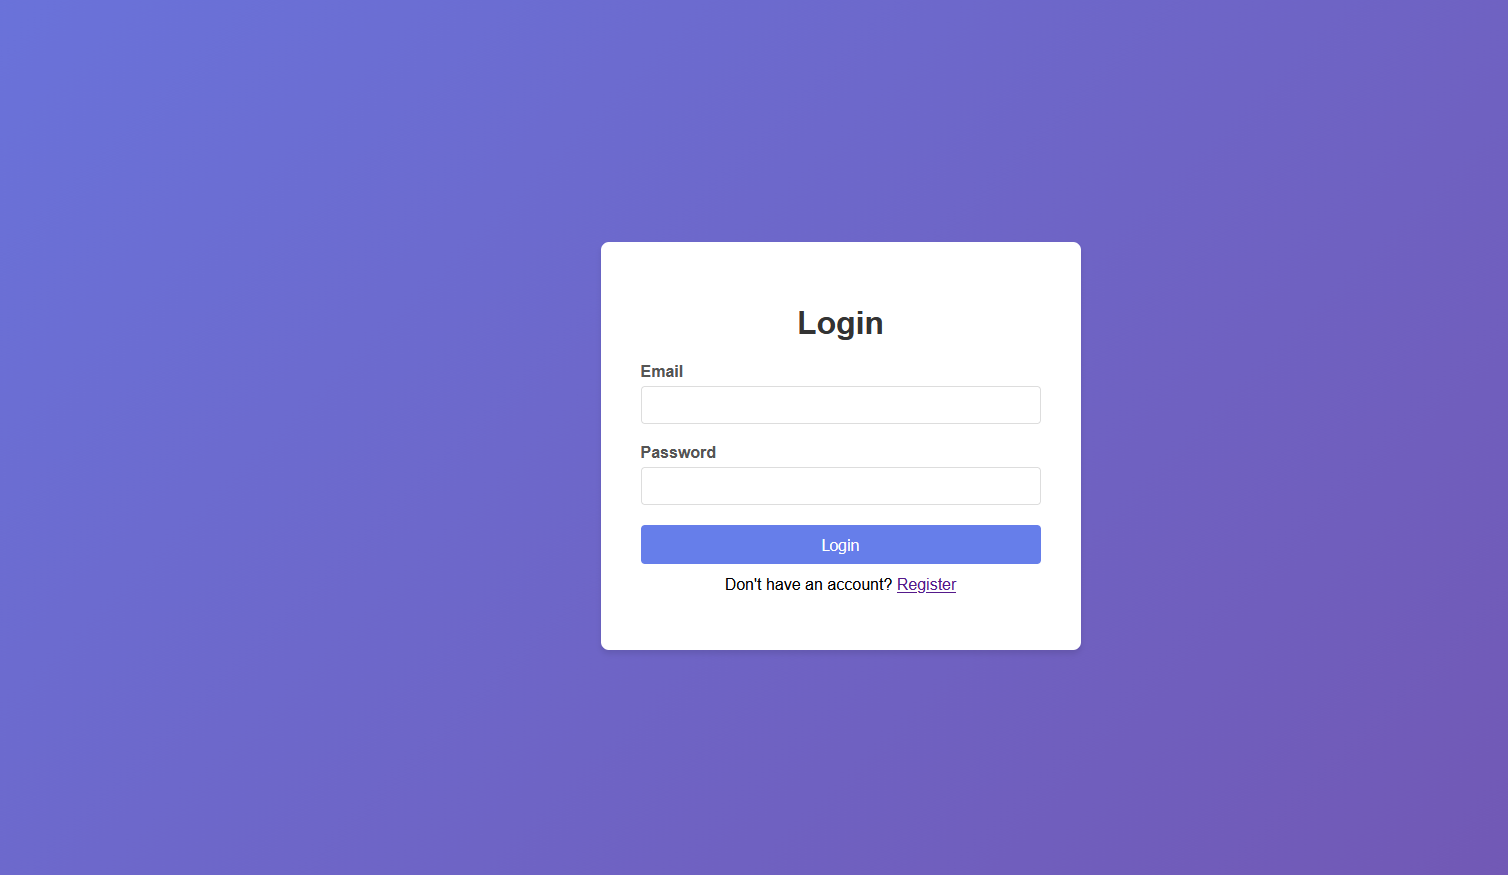 Login
Email
Password
Login
Don't have an account? Register